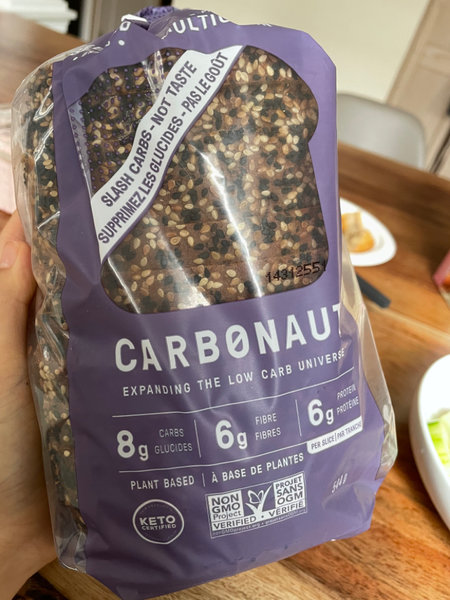 SLASH CARBS - NOT TASTE
SUPPRIMEZ LES GLUCIDES - PAS LE GOÛT
CARBONAUT
EXPANDING THE LOW CARB UNIVERSE
8g CARBS GLUCIDES
6g FIBRE FIBRES
6g PROTEIN PROTÉINE
PER SLICE | PAR TRANCHE
PLANT BASED | À BASE DE PLANTES
544 g
KETO
CERTIFIED
NON
GMO
Project
VERIFIED
PROJET
SANS
OGM
VÉRIFIÉ